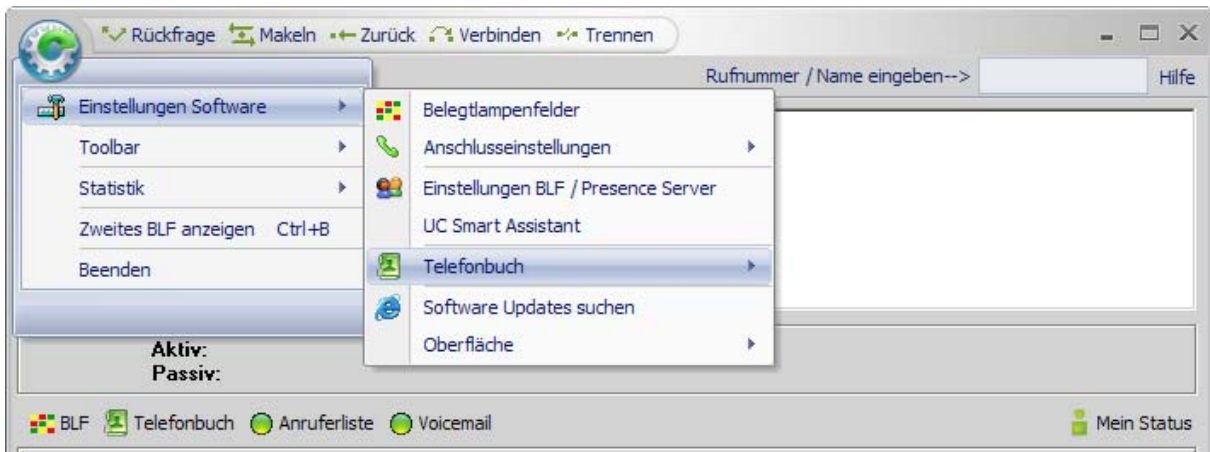 Rückfrage Makeln Zurück Verbinden Trennen
Rufnummer / Name eingeben--> Hilfe
Einstellungen Software
Toolbar
Statistik
Zweites BLF anzeigen Ctrl+B
Beenden
Belegtlampenfelder
Anschlusseinstellungen
Einstellungen BLF / Presence Server
UC Smart Assistant
Telefonbuch
Software Updates suchen
Oberfläche
Aktiv:
Passiv:
BLF Telefonbuch Anruferliste Voicemail Mein Status